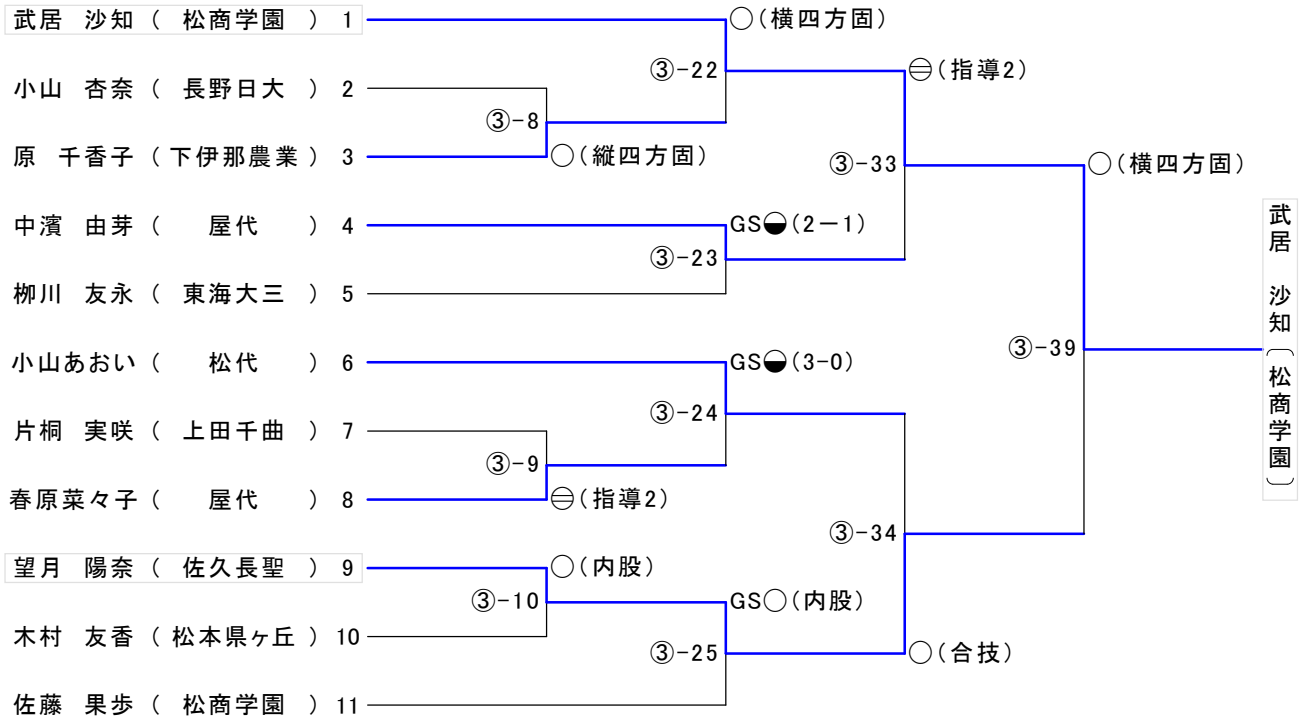 武居 沙知 ( 松商学園 ) 1
○(横四方固)
③-22
⊖(指導2)
小山 杏奈 ( 長野日大 ) 2
③-8
原 千香子 ( 下伊那農業 ) 3
○(縦四方固)
③-33
○(横四方固)
中濱 由芽 ( 屋代 ) 4
GS◒(2－1)
③-23
栁川 友永 ( 東海大三 ) 5
武居 沙知 (松商学園)
③-39
小山あおい ( 松代 ) 6
GS◒(3-0)
③-24
片桐 実咲 ( 上田千曲 ) 7
③-9
春原菜々子 ( 屋代 ) 8
⊖(指導2)
③-34
望月 陽奈 ( 佐久長聖 ) 9
○(内股)
③-10
GS○(内股)
木村 友香 ( 松本県ヶ丘 ) 10
③-25
○(合技)
佐藤 果歩 ( 松商学園 ) 11